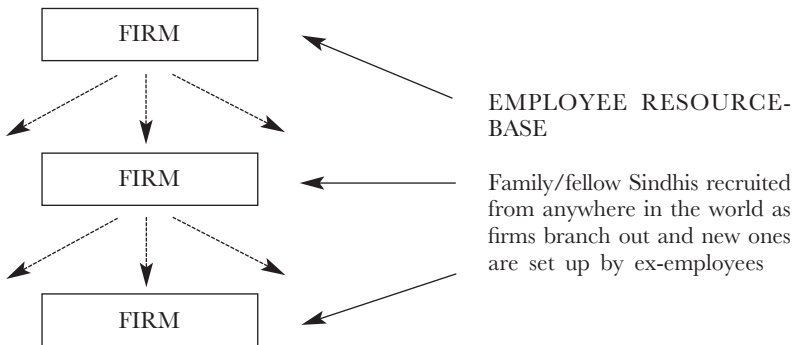 FIRM
EMPLOYEE RESOURCE-
BASE
FIRM
Family/fellow Sindhis recruited
from anywhere in the world as
firms branch out and new ones
are set up by ex-employees
FIRM